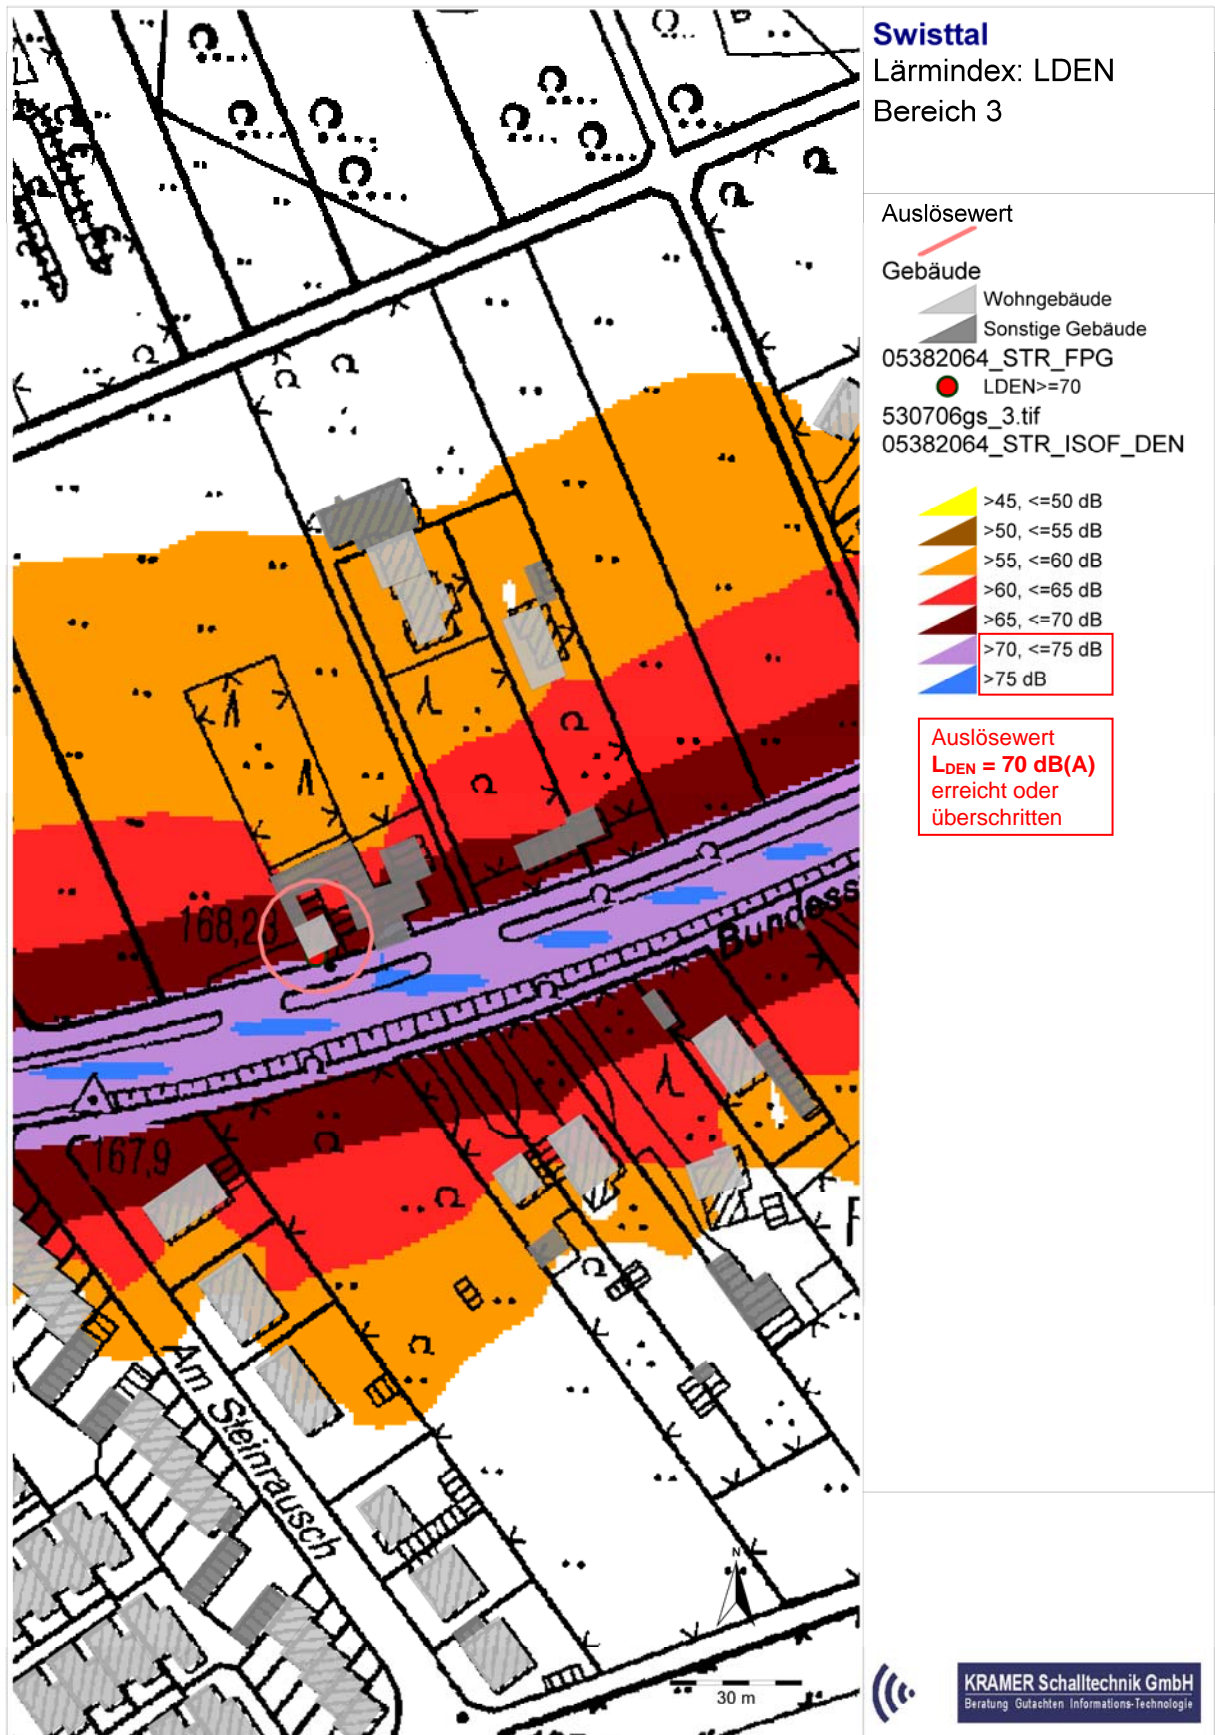 Swisttal
Lärmindex: LDEN
Bereich 3
Auslösewert
Gebäude
Wohngebäude
Sonstige Gebäude
05382064_STR_FPG
LDEN>=70
530706gs_3.tif
05382064_STR_ISOF_DEN
>45, <=50 dB
>50, <=55 dB
>55, <=60 dB
>60, <=65 dB
>65, <=70 dB
>70, <=75 dB
>75 dB
Auslösewert
LDEN = 70 dB(A)
erreicht oder
überschritten
168,23
Bundess
167,9
F
Am Steinrausch
N
30 m
KRAMER Schalltechnik GmbH
Beratung Gutachten Informations-Technologie